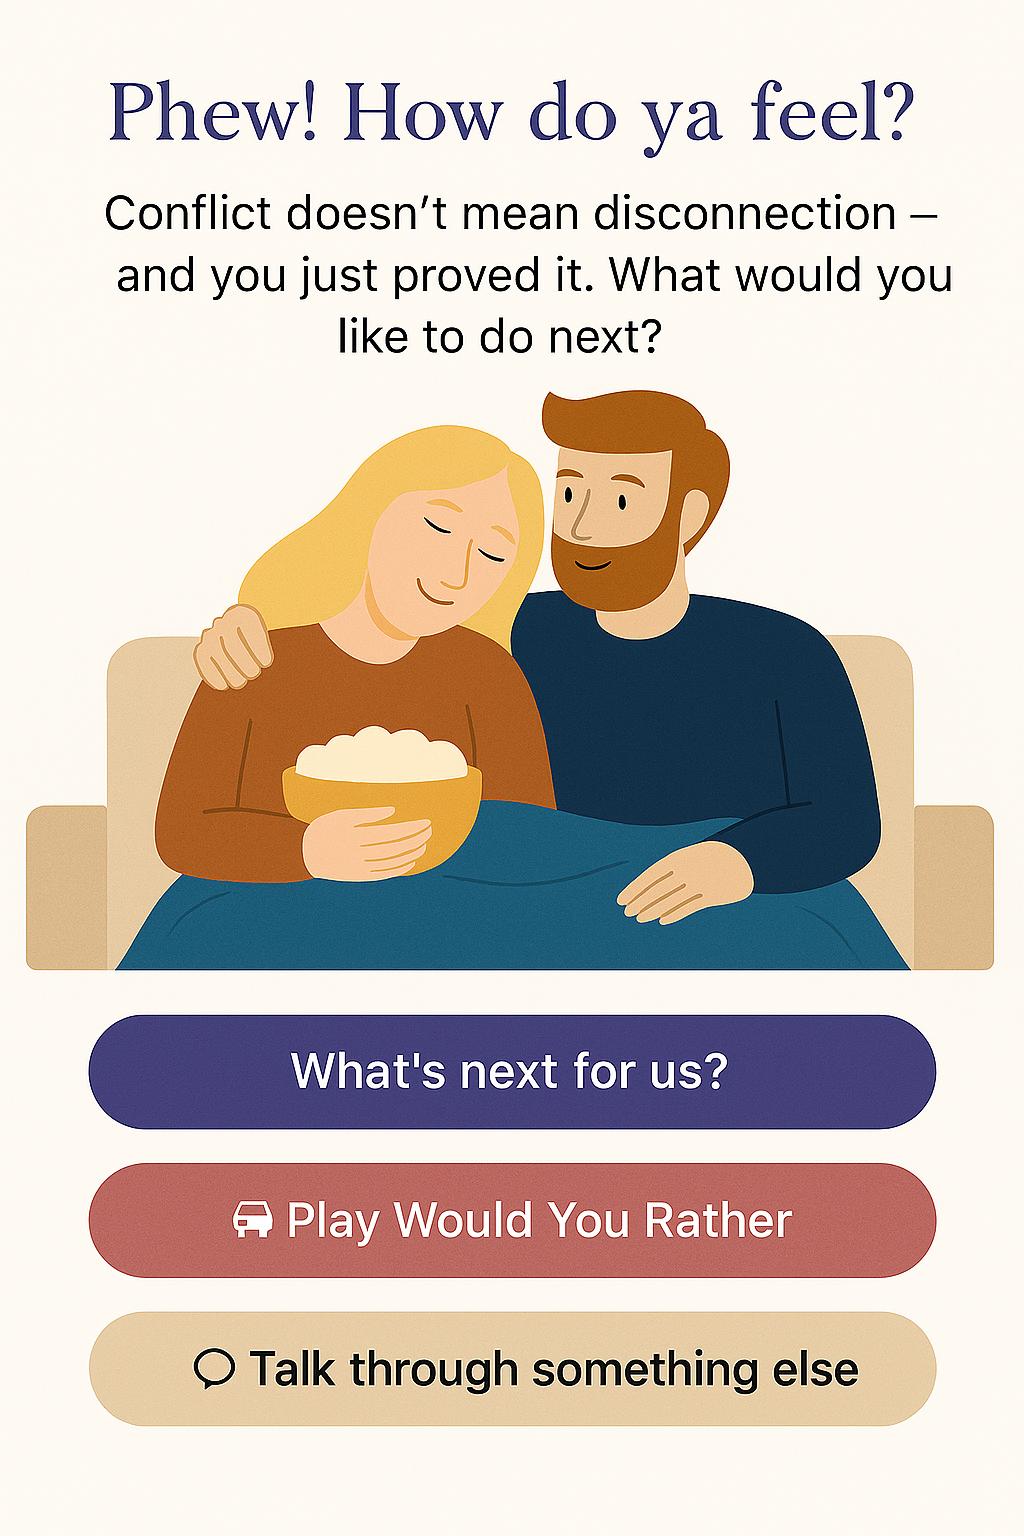 Phew! How do ya feel?
Conflict doesn’t mean disconnection –
and you just proved it. What would you
like to do next?
What's next for us?
Play Would You Rather
Talk through something else